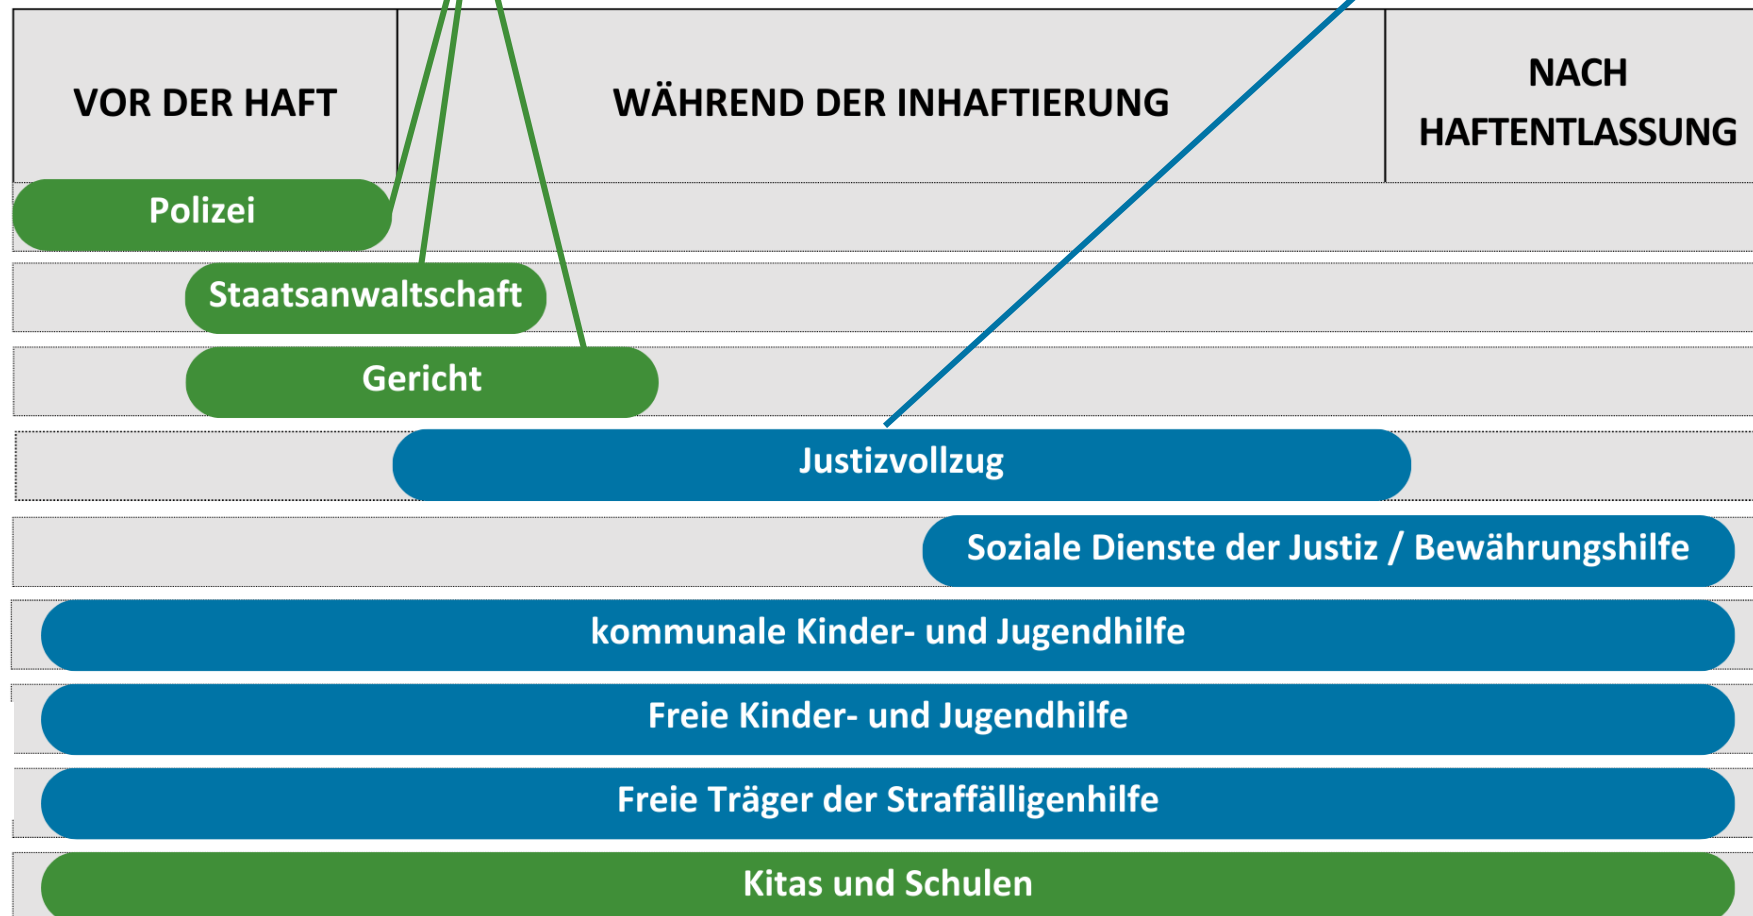 VOR DER HAFT
WÄHREND DER INHAFTIERUNG
NACH
HAFTENTLASSUNG
Polizei
Staatsanwaltschaft
Gericht
Justizvollzug
Soziale Dienste der Justiz / Bewährungshilfe
kommunale Kinder- und Jugendhilfe
Freie Kinder- und Jugendhilfe
Freie Träger der Straffälligenhilfe
Kitas und Schulen